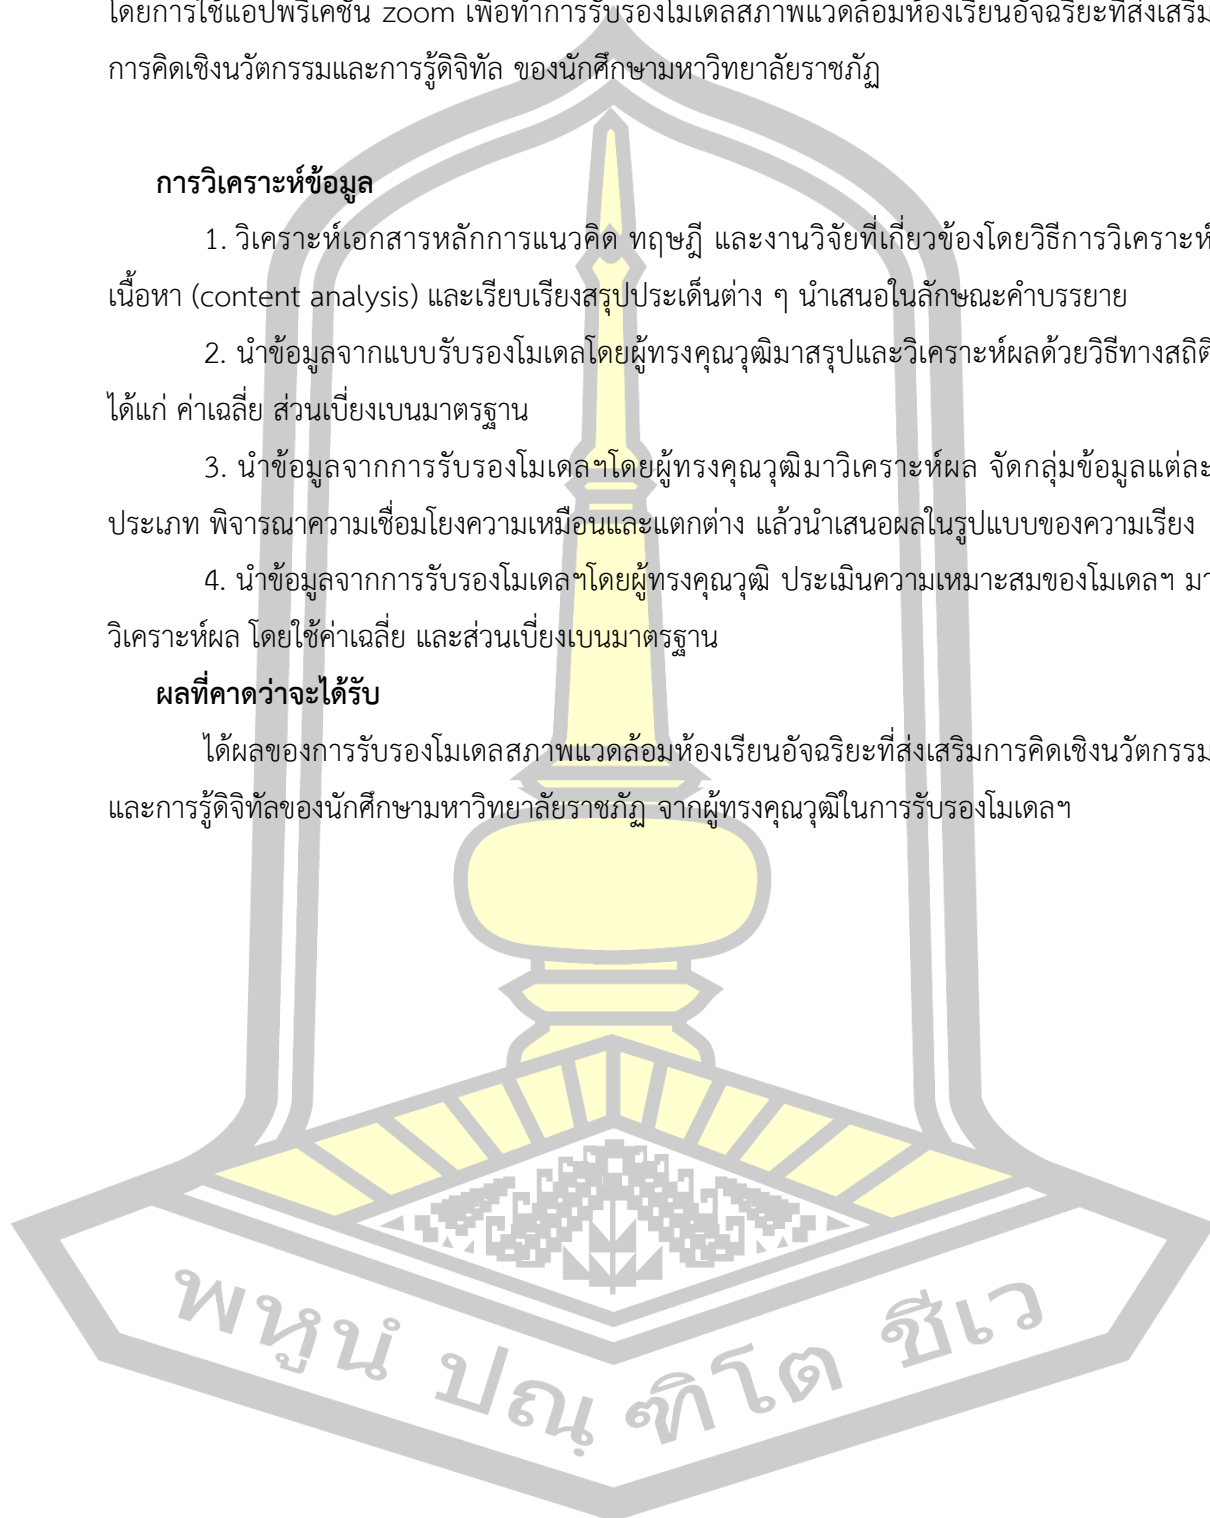 โดยการใช้แอปพริเคชั่น zoom เพื่อทำการรับรองโมเดลสภาพแวดล้อมห้องเรียนอัจฉริยะที่ส่งเสริม
การคิดเชิงนวัตกรรมและการรู้ดิจิทัล ของนักศึกษามหาวิทยาลัยราชภัฏ
การวิเคราะห์ข้อมูล
1. วิเคราะห์เอกสารหลักการแนวคิด ทฤษฎี และงานวิจัยที่เกี่ยวข้องโดยวิธีการวิเคราะห์
เนื้อหา (content analysis) และเรียบเรียงสรุปประเด็นต่าง ๆ นำเสนอในลักษณะคำบรรยาย
2. นำข้อมูลจากแบบรับรองโมเดลโดยผู้ทรงคุณวุฒิมาสรุปและวิเคราะห์ผลด้วยวิธีทางสถิติ
ได้แก่ ค่าเฉลี่ย ส่วนเบี่ยงเบนมาตรฐาน
3. นำข้อมูลจากการรับรองโมเดลฯโดยผู้ทรงคุณวุฒิมาวิเคราะห์ผล จัดกลุ่มข้อมูลแต่ละ
ประเภท พิจารณาความเชื่อมโยงความเหมือนและแตกต่าง แล้วนำเสนอผลในรูปแบบของความเรียง
4. นำข้อมูลจากการรับรองโมเดลฯโดยผู้ทรงคุณวุฒิ ประเมินความเหมาะสมของโมเดลฯ มา
วิเคราะห์ผล โดยใช้ค่าเฉลี่ย และส่วนเบี่ยงเบนมาตรฐาน
ผลที่คาดว่าจะได้รับ
ได้ผลของการรับรองโมเดลสภาพแวดล้อมห้องเรียนอัจฉริยะที่ส่งเสริมการคิดเชิงนวัตกรรม
และการรู้ดิจิทัลของนักศึกษามหาวิทยาลัยราชภัฏ จากผู้ทรงคุณวุฒิในการรับรองโมเดลฯ
พหูนํ ปณฺฑิโต ชีเว